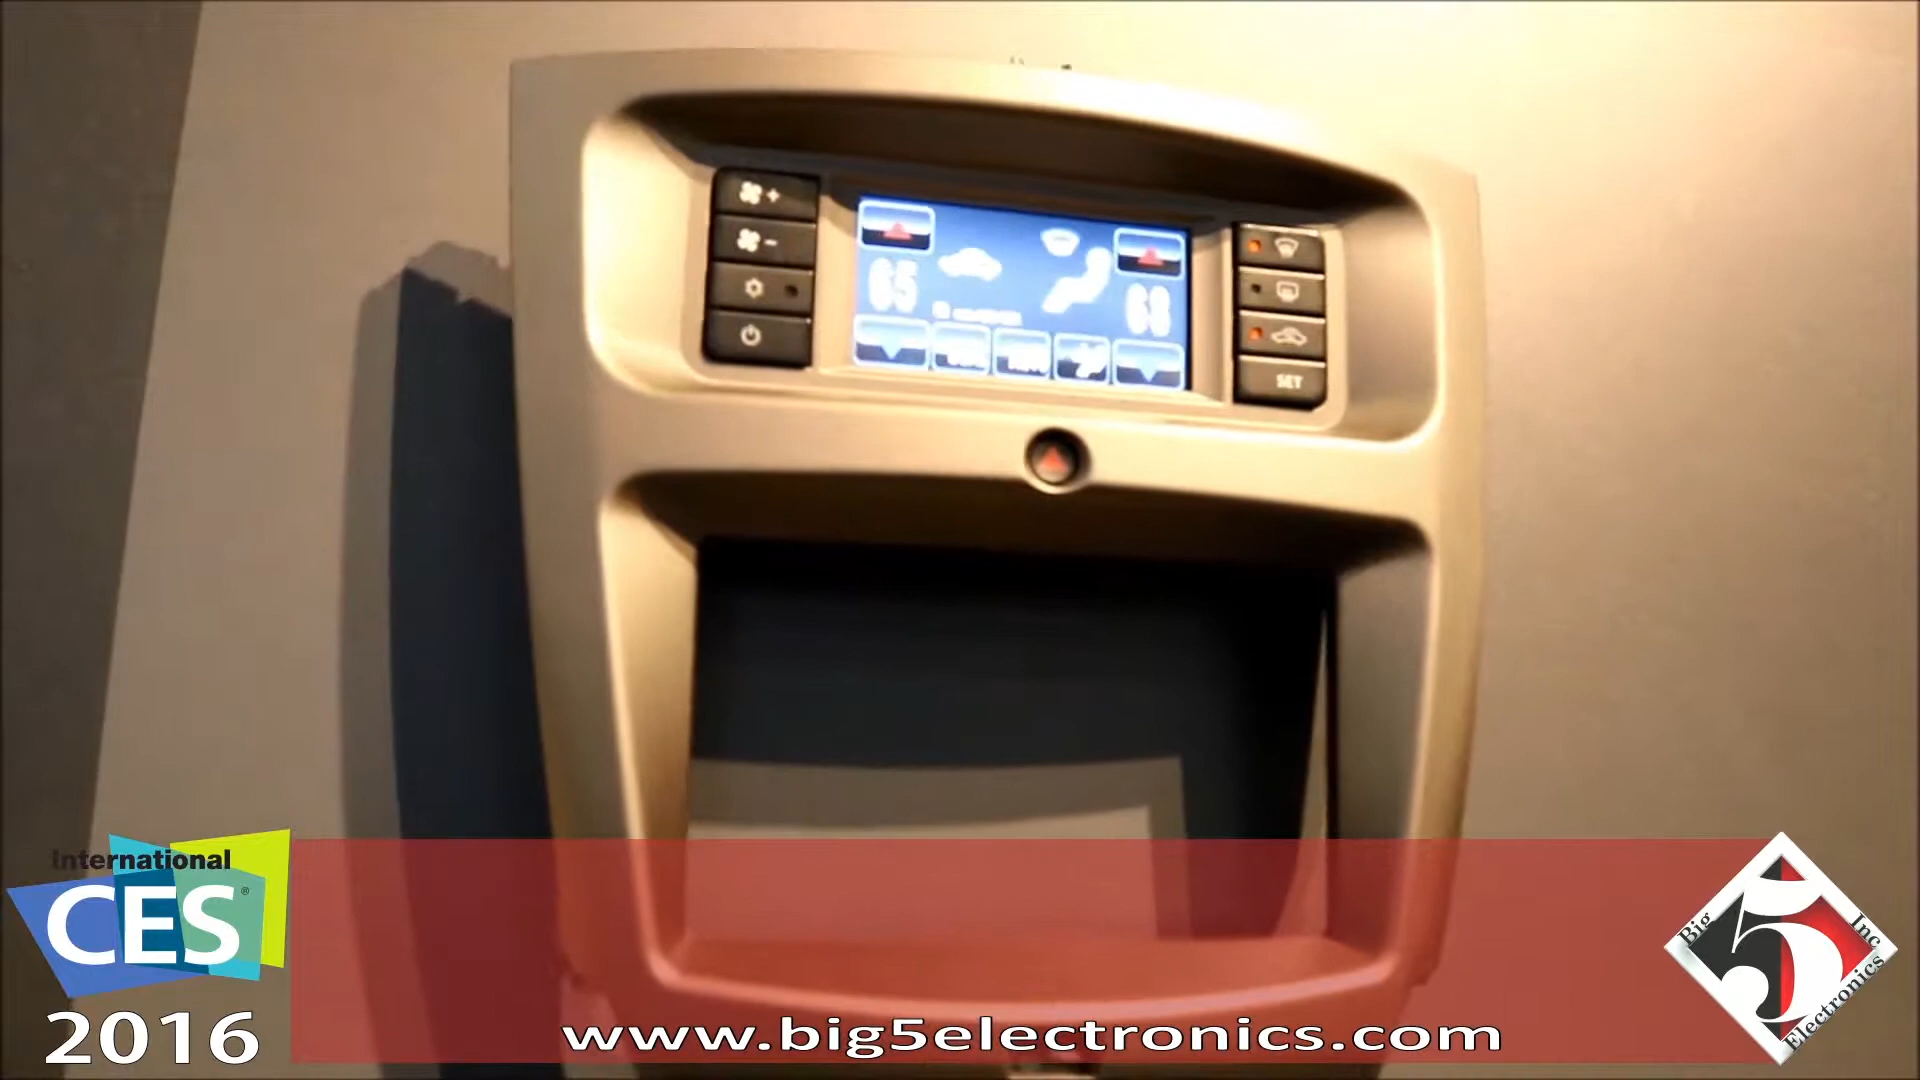 65
68
SET
International
CES®
2016
www.big5electronics.com
Big
5
Inc
Electronics